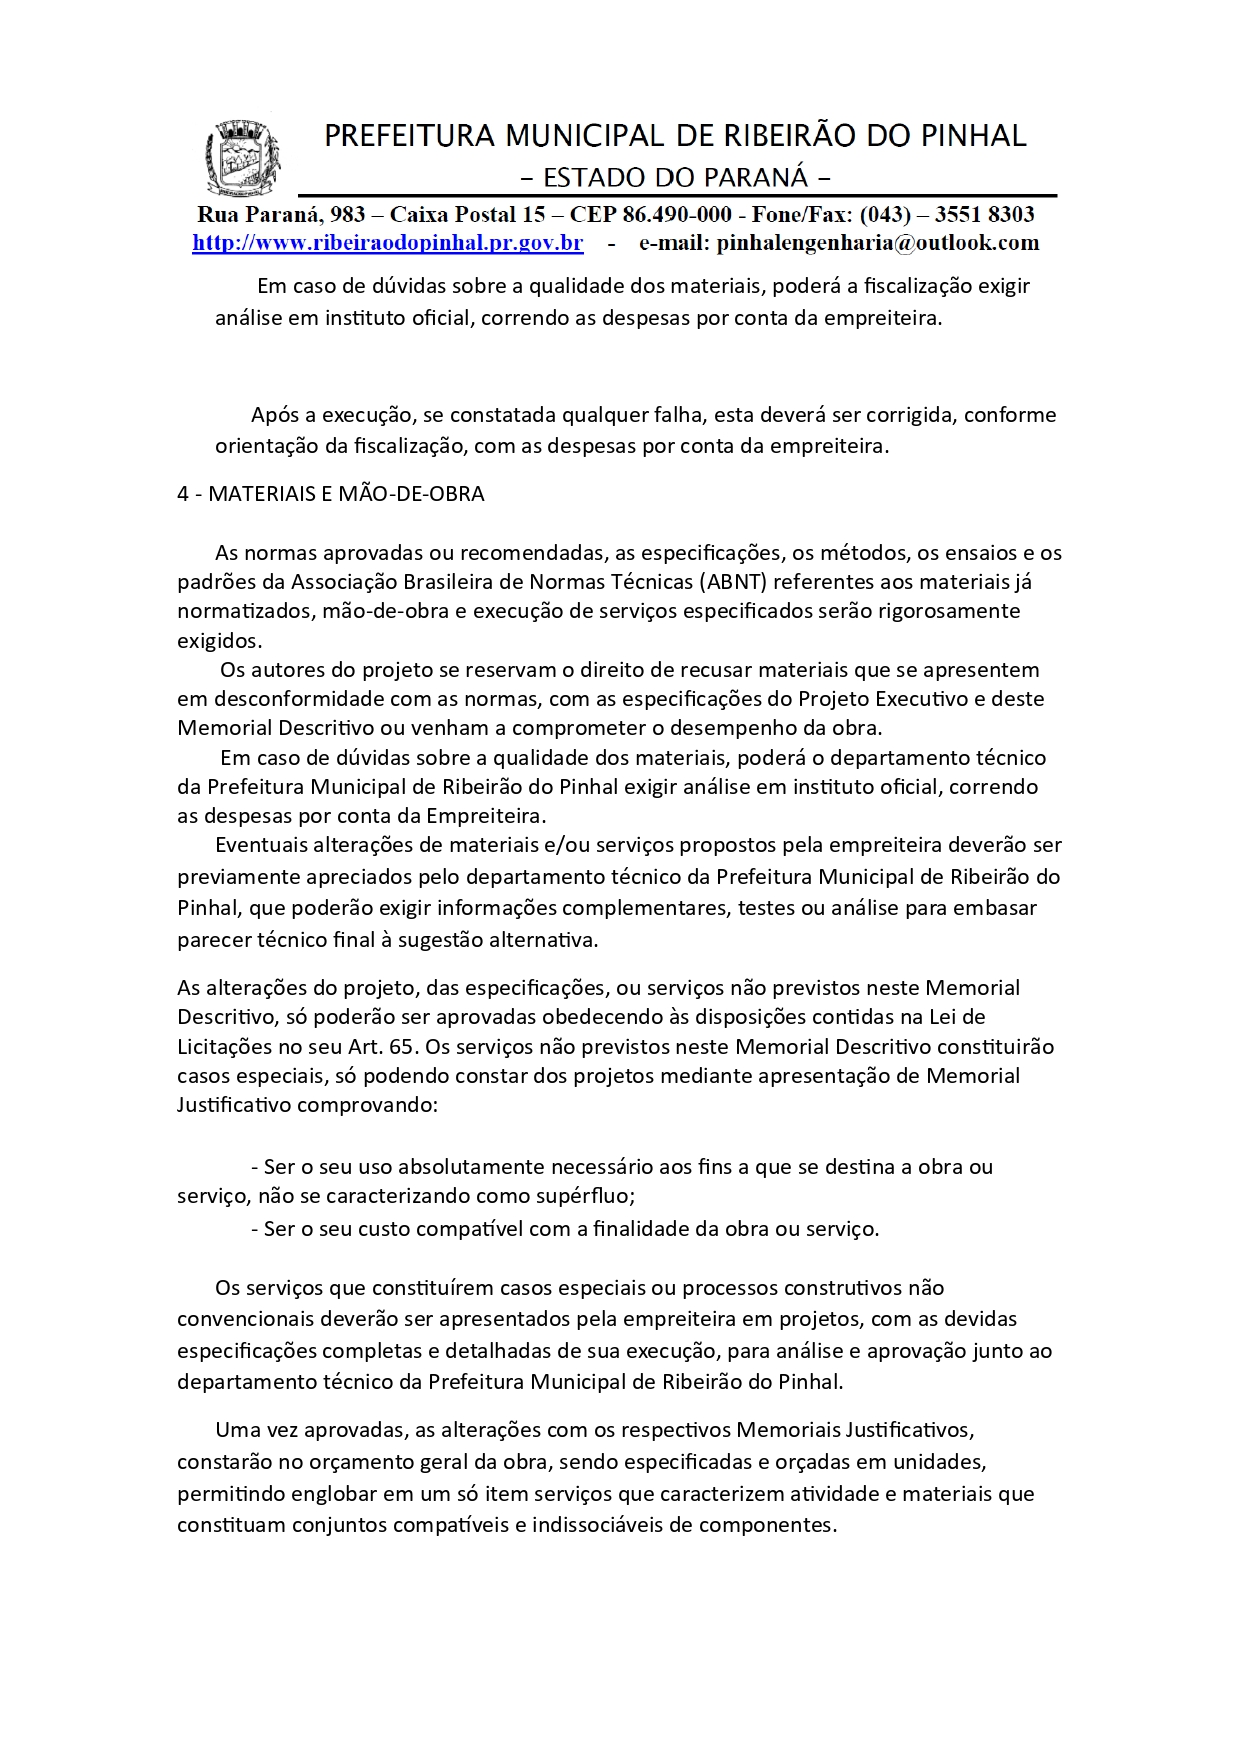 PREFEITURA MUNICIPAL DE RIBEIRÃO DO PINHAL
– ESTADO DO PARANÁ –
Rua Paraná, 983 – Caixa Postal 15 – CEP 86.490-000 - Fone/Fax: (043) – 3551 8303
http://www.ribeiraodopinhal.pr.gov.br - e-mail: pinhalengenharia@outlook.com
Em caso de dúvidas sobre a qualidade dos materiais, poderá a fiscalização exigir
análise em instituto oficial, correndo as despesas por conta da empreiteira.
Após a execução, se constatada qualquer falha, esta deverá ser corrigida, conforme
orientação da fiscalização, com as despesas por conta da empreiteira.
4 - MATERIAIS E MÃO-DE-OBRA
As normas aprovadas ou recomendadas, as especificações, os métodos, os ensaios e os
padrões da Associação Brasileira de Normas Técnicas (ABNT) referentes aos materiais já
normatizados, mão-de-obra e execução de serviços especificados serão rigorosamente
exigidos.
Os autores do projeto se reservam o direito de recusar materiais que se apresentem
em desconformidade com as normas, com as especificações do Projeto Executivo e deste
Memorial Descritivo ou venham a comprometer o desempenho da obra.
Em caso de dúvidas sobre a qualidade dos materiais, poderá o departamento técnico
da Prefeitura Municipal de Ribeirão do Pinhal exigir análise em instituto oficial, correndo
as despesas por conta da Empreiteira.
Eventuais alterações de materiais e/ou serviços propostos pela empreiteira deverão ser
previamente apreciados pelo departamento técnico da Prefeitura Municipal de Ribeirão do
Pinhal, que poderão exigir informações complementares, testes ou análise para embasar
parecer técnico final à sugestão alternativa.
As alterações do projeto, das especificações, ou serviços não previstos neste Memorial
Descritivo, só poderão ser aprovadas obedecendo às disposições contidas na Lei de
Licitações no seu Art. 65. Os serviços não previstos neste Memorial Descritivo constituirão
casos especiais, só podendo constar dos projetos mediante apresentação de Memorial
Justificativo comprovando:
- Ser o seu uso absolutamente necessário aos fins a que se destina a obra ou
serviço, não se caracterizando como supérfluo;
- Ser o seu custo compatível com a finalidade da obra ou serviço.
Os serviços que constituírem casos especiais ou processos construtivos não
convencionais deverão ser apresentados pela empreiteira em projetos, com as devidas
especificações completas e detalhadas de sua execução, para análise e aprovação junto ao
departamento técnico da Prefeitura Municipal de Ribeirão do Pinhal.
Uma vez aprovadas, as alterações com os respectivos Memoriais Justificativos,
constarão no orçamento geral da obra, sendo especificadas e orçadas em unidades,
permitindo englobar em um só item serviços que caracterizem atividade e materiais que
constituam conjuntos compatíveis e indissociáveis de componentes.